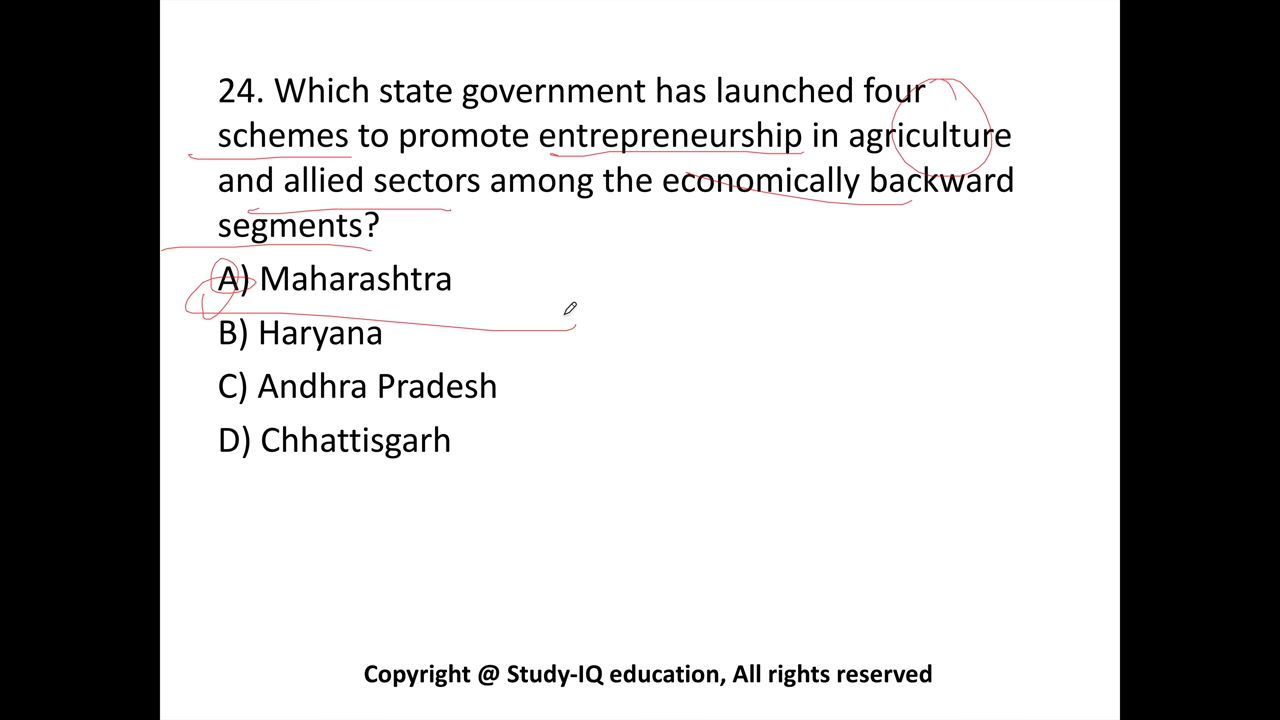 24. Which state government has launched four
schemes to promote entrepreneurship in agriculture
and allied sectors among the economically backward
segments?
A) Maharashtra
B) Haryana
C) Andhra Pradesh
D) Chhattisgarh
Copyright @ Study-IQ education, All rights reserved